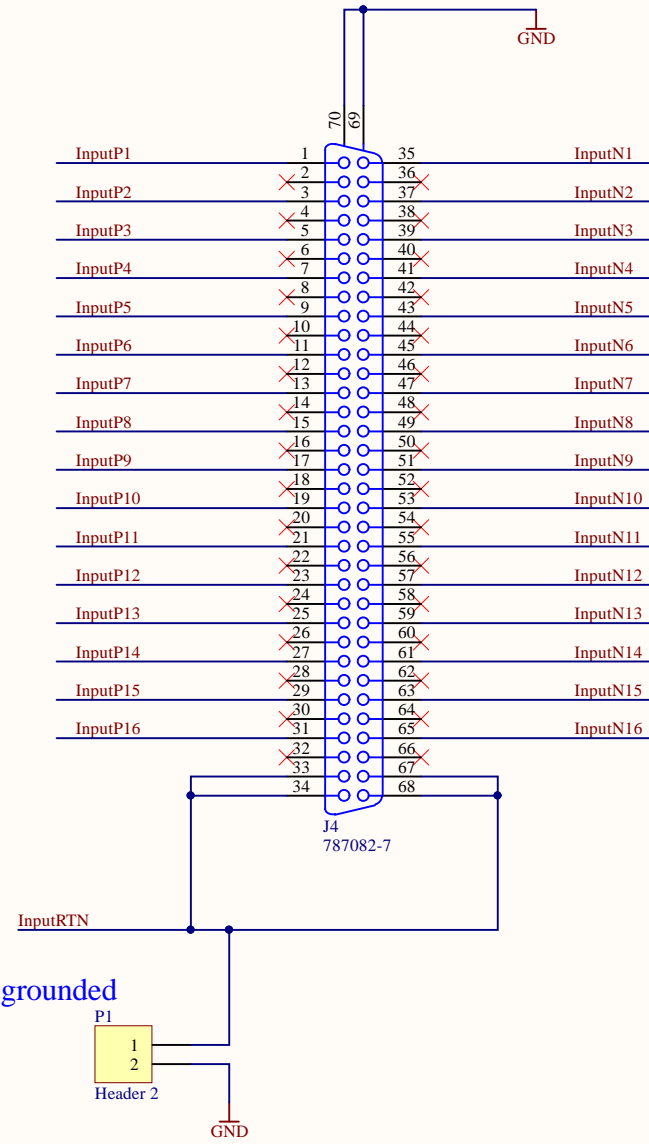 GND
70
69
InputP1 1 35 InputN1
2 36
InputP2 3 37 InputN2
4 38
InputP3 5 39 InputN3
6 40
InputP4 7 41 InputN4
8 42
InputP5 9 43 InputN5
10 44
InputP6 11 45 InputN6
12 46
InputP7 13 47 InputN7
14 48
InputP8 15 49 InputN8
16 50
InputP9 17 51 InputN9
18 52
InputP10 19 53 InputN10
20 54
InputP11 21 55 InputN11
22 56
InputP12 23 57 InputN12
24 58
InputP13 25 59 InputN13
26 60
InputP14 27 61 InputN14
28 62
InputP15 29 63 InputN15
30 64
InputP16 31 65 InputN16
32 66
33 67
34 68
J4
787082-7
InputRTN
grounded
P1
1
2
Header 2
GND